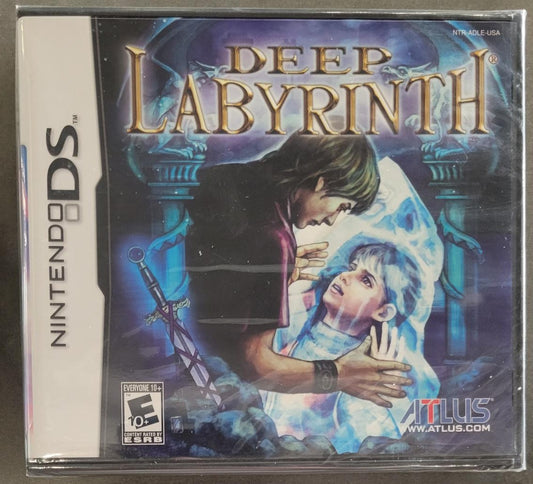 NTR-ADLE-USA
DEEP
LABYRINTH®
NINTENDO DS™
EVERYONE 10+
E
10+
CONTENT RATED BY
ESRB
ATLUS
WWW.ATLUS.COM